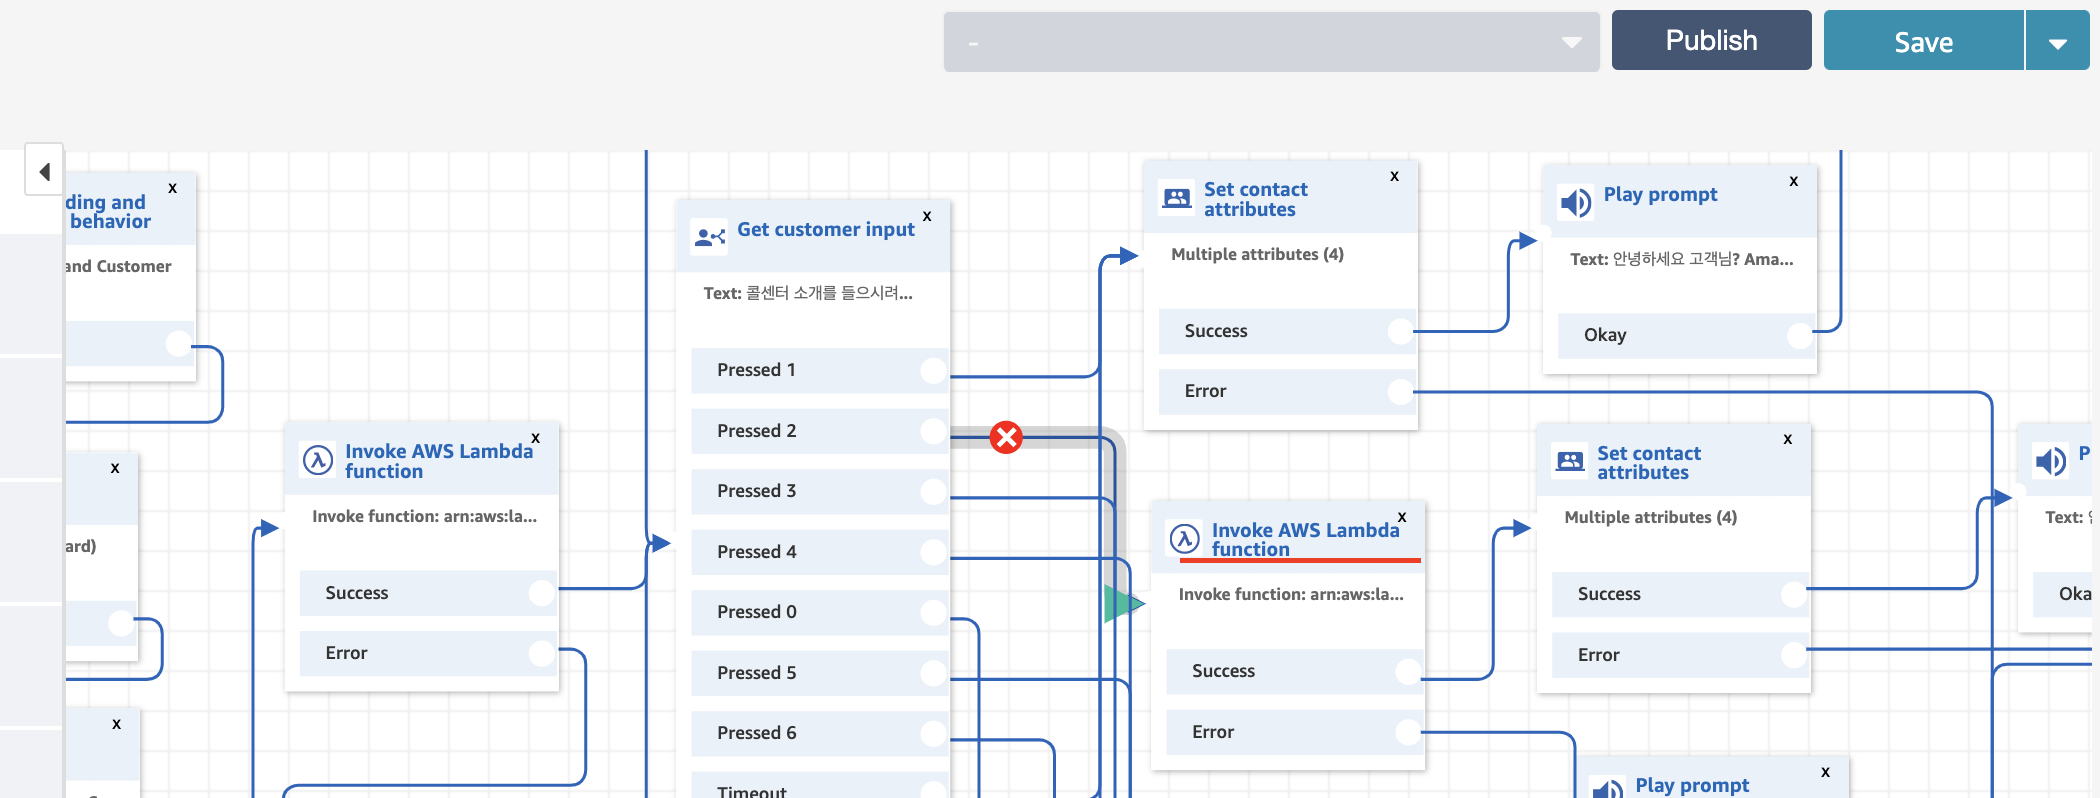 -
Publish
Save
ding and
behavior
and Customer
x
ard)
x
x
Invoke AWS Lambda
function
x
Invoke function: arn:aws:la...
Success
Error
Get customer input
x
Text: 콜센터 소개를 들으시려...
Pressed 1
Pressed 2
Pressed 3
Pressed 4
Pressed 0
Pressed 5
Pressed 6
Timeout
Set contact
attributes
x
Multiple attributes (4)
Success
Error
Play prompt
x
Text: 안녕하세요 고객님? Ama...
Okay
Invoke AWS Lambda
function
x
Invoke function: arn:aws:la...
Success
Error
Set contact
attributes
x
Multiple attributes (4)
Success
Error
P
Text:
Oka
Play prompt
x